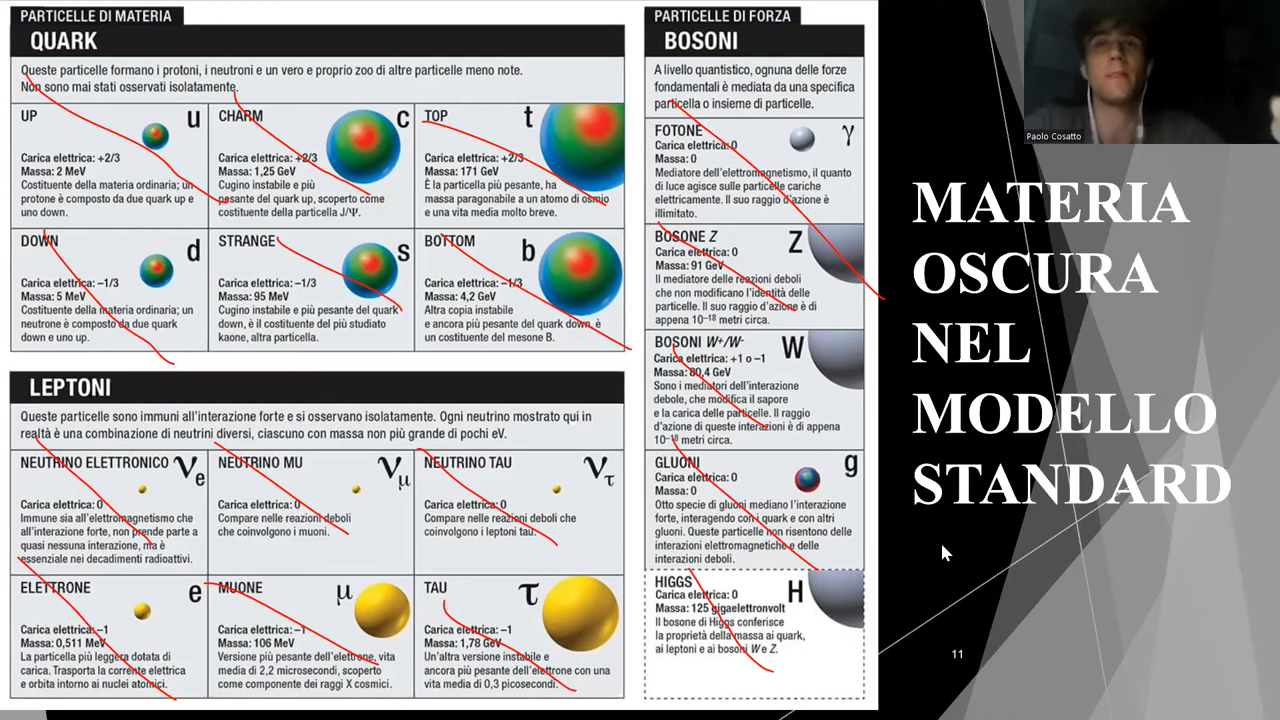 PARTICELLE DI MATERIA
QUARK
Queste particelle formano i protoni, i neutroni e un vero e proprio zoo di altre particelle meno note.
Non sono mai stati osservati isolatamente.
UP
u
Carica elettrica: +2/3
Massa: 2 MeV
Costituente della materia ordinaria; un
protone è composto da due quark up e
uno down.
CHARM
c
Carica elettrica: +2/3
Massa: 1,25 GeV
Cugino instabile e più
pesante del quark up, scoperto come
costituente della particella J/Ψ.
TOP
t
Carica elettrica: +2/3
Massa: 171 GeV
È la particella più pesante, ha
massa paragonabile a un atomo di osmio
e una vita media molto breve.
DOWN
d
Carica elettrica: –1/3
Massa: 5 MeV
Costituente della materia ordinaria; un
neutrone è composto da due quark
down e uno up.
STRANGE
s
Carica elettrica: –1/3
Massa: 95 MeV
Cugino instabile e più pesante del quark
down, è il costituente del più studiato
kaone, altra particella.
BOTTOM
b
Carica elettrica: –1/3
Massa: 4,2 GeV
Altra copia instabile
e ancora più pesante del quark down, è
un costituente del mesone B.
LEPTONI
Queste particelle sono immuni all'interazione forte e si osservano isolatamente. Ogni neutrino mostrato qui in
realtà è una combinazione di neutrini diversi, ciascuno con massa non più grande di pochi eV.
NEUTRINO ELETTRONICO
νe
Carica elettrica: 0
Immune sia all'elettromagnetismo che
all'interazione forte, non prende parte a
quasi nessuna interazione, ma è
essenziale nei decadimenti radioattivi.
NEUTRINO MU
νμ
Carica elettrica: 0
Compare nelle reazioni deboli
che coinvolgono i muoni.
NEUTRINO TAU
ντ
Carica elettrica: 0
Compare nelle reazioni deboli che
coinvolgono i leptoni tau.
ELETTRONE
e
Carica elettrica: –1
Massa: 0,511 MeV
La particella più leggera dotata di
carica. Trasporta la corrente elettrica
e orbita intorno ai nuclei atomici.
MUONE
μ
Carica elettrica: –1
Massa: 106 MeV
Versione più pesante dell'elettrone, vita
media di 2,2 microsecondi, scoperto
come componente dei raggi X cosmici.
TAU
τ
Carica elettrica: –1
Massa: 1,78 GeV
Un'altra versione instabile e
ancora più pesante dell'elettrone con una
vita media di 0,3 picosecondi.
PARTICELLE DI FORZA
BOSONI
A livello quantistico, ognuna delle forze
fondamentali è mediata da una specifica
particella o insieme di particelle.
FOTONE
γ
Carica elettrica: 0
Massa: 0
Mediatore dell'elettromagnetismo, il quanto
di luce agisce sulle particelle cariche
elettricamente. Il suo raggio d'azione è
illimitato.
BOSONE Z
Z
Carica elettrica: 0
Massa: 91 GeV
Il mediatore delle reazioni deboli
che non modificano l'identità delle
particelle. Il suo raggio d'azione è di
appena 10⁻¹⁸ metri circa.
BOSONI W+/W-
W
Carica elettrica: +1 o –1
Massa: 80,4 GeV
Sono i mediatori dell'interazione
debole, che modifica il sapore
e la carica delle particelle. Il raggio
d'azione di queste interazioni è di appena
10⁻¹⁸ metri circa.
GLUONI
g
Carica elettrica: 0
Massa: 0
Otto specie di gluoni mediano l'interazione
forte, interagendo con i quark e con altri
gluoni. Queste particelle non risentono delle
interazioni elettromagnetiche e delle
interazioni deboli.
HIGGS
H
Carica elettrica: 0
Massa: 125 gigaelettronvolt
Il bosone di Higgs conferisce
la proprietà della massa ai quark,
ai leptoni e ai bosoni W e Z.
Paolo Cosatto
MATERIA
OSCURA
NEL
MODELLO
STANDARD
11